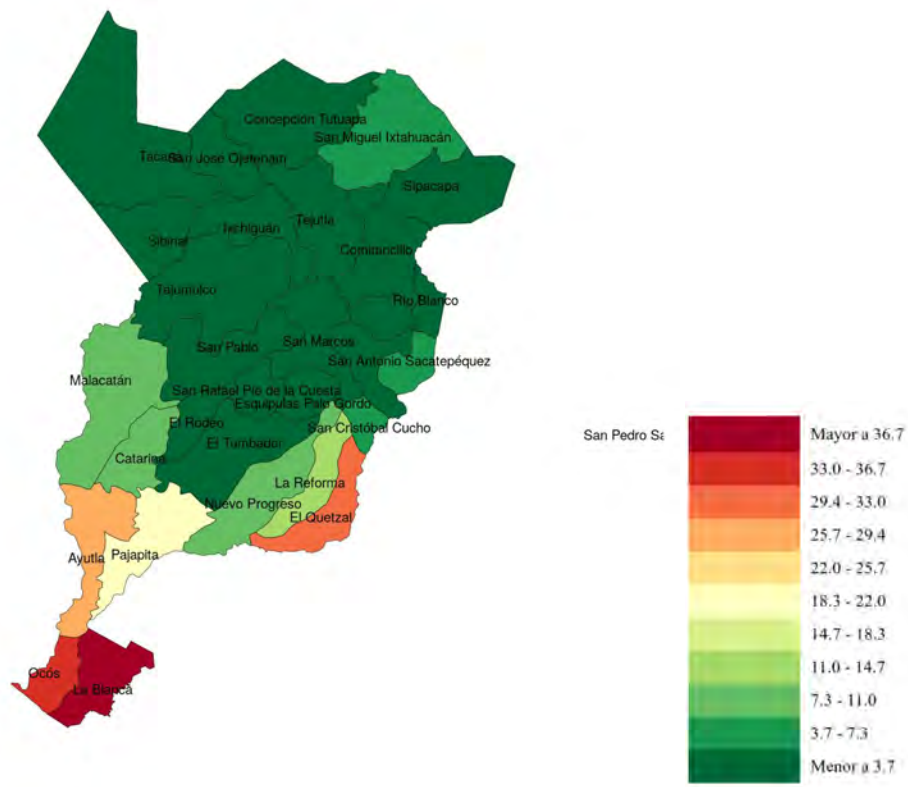 Concepción Tutuapa
San Miguel Ixtahuacán
San José Ojetenam
Sipacapa
Tejutla
Ixchiguán
Sibinal
Comitancillo
Tajumulco
Río Blanco
San Marcos
San Pablo
San Antonio Sacatepéquez
Malacatán
San Rafael Pie de la Cuesta
Esquipulas Palo Gordo
El Rodeo
San Cristóbal Cucho
El Tumbador
Catarina
La Reforma
Nuevo Progreso
El Quetzal
Ayutla
Pajapita
Ocós
La Blanca
San Pedro Sa
Mayor a 36.7
33.0 - 36.7
29.4 - 33.0
25.7 - 29.4
22.0 - 25.7
18.3 - 22.0
14.7 - 18.3
11.0 - 14.7
7.3 - 11.0
3.7 - 7.3
Menor a 3.7